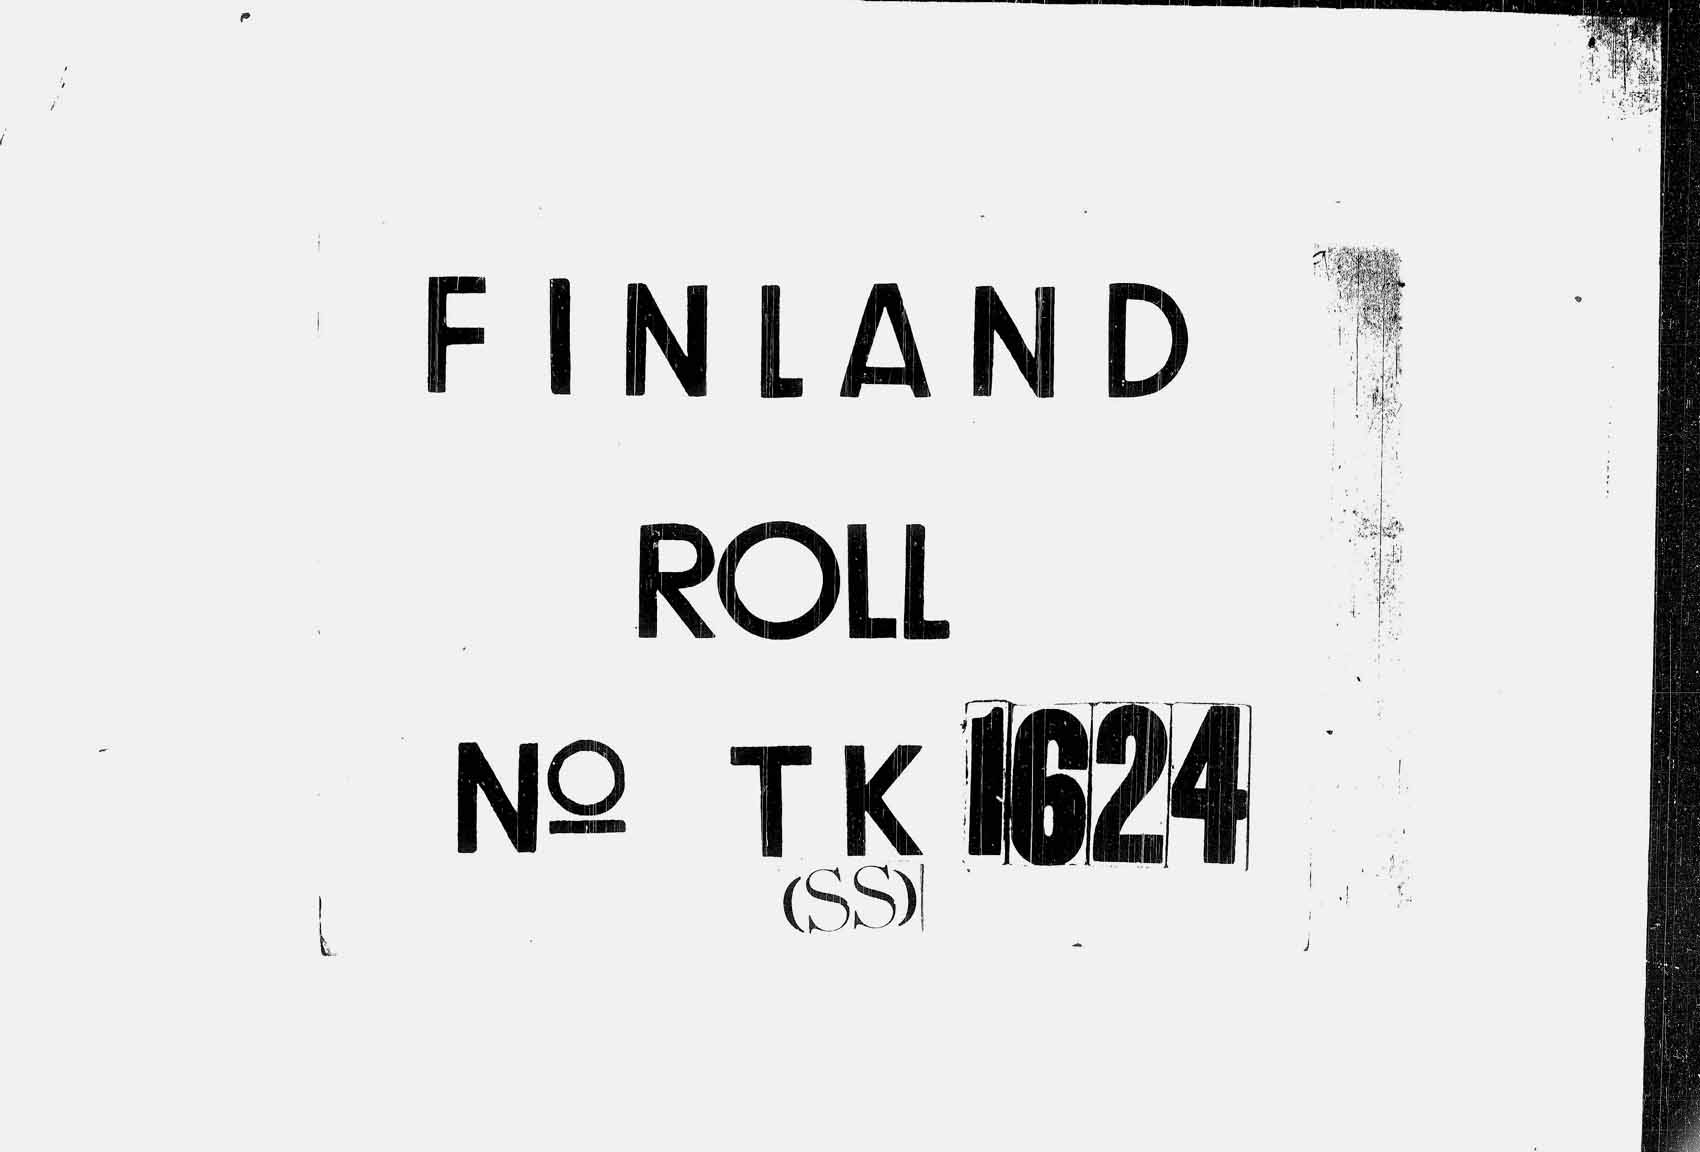 FINLAND
ROLL
Nº TK 1624
(SS)